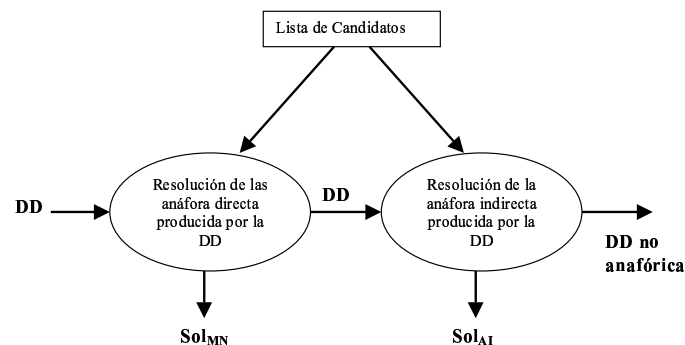 Lista de Candidatos
Resolución de las
anáfora directa
producida por la
DD
Resolución de la
anáfora indirecta
producida por la
DD
DD
DD
DD no
anafórica
Sol_MN
Sol_AI